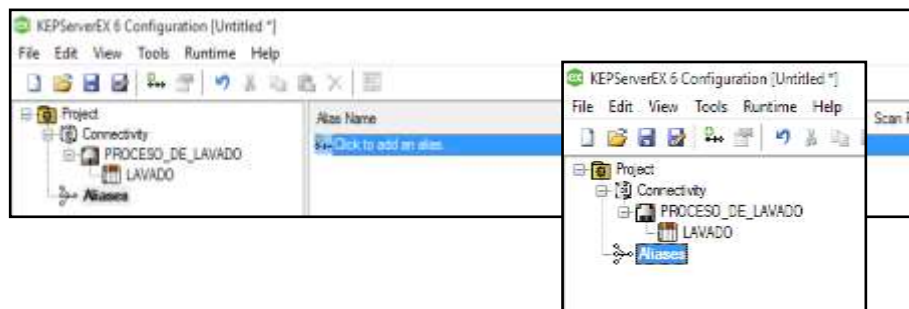 KEPServerEX 6 Configuration [Untitled *]
File Edit View Tools Runtime Help
Project
Connectivity
PROCESO_DE_LAVADO
LAVADO
Aliases
Alias Name
Click to add an alias.
Scan
KEPServerEX 6 Configuration [Untitled *]
File Edit View Tools Runtime Help
Project
Connectivity
PROCESO_DE_LAVADO
LAVADO
Aliases